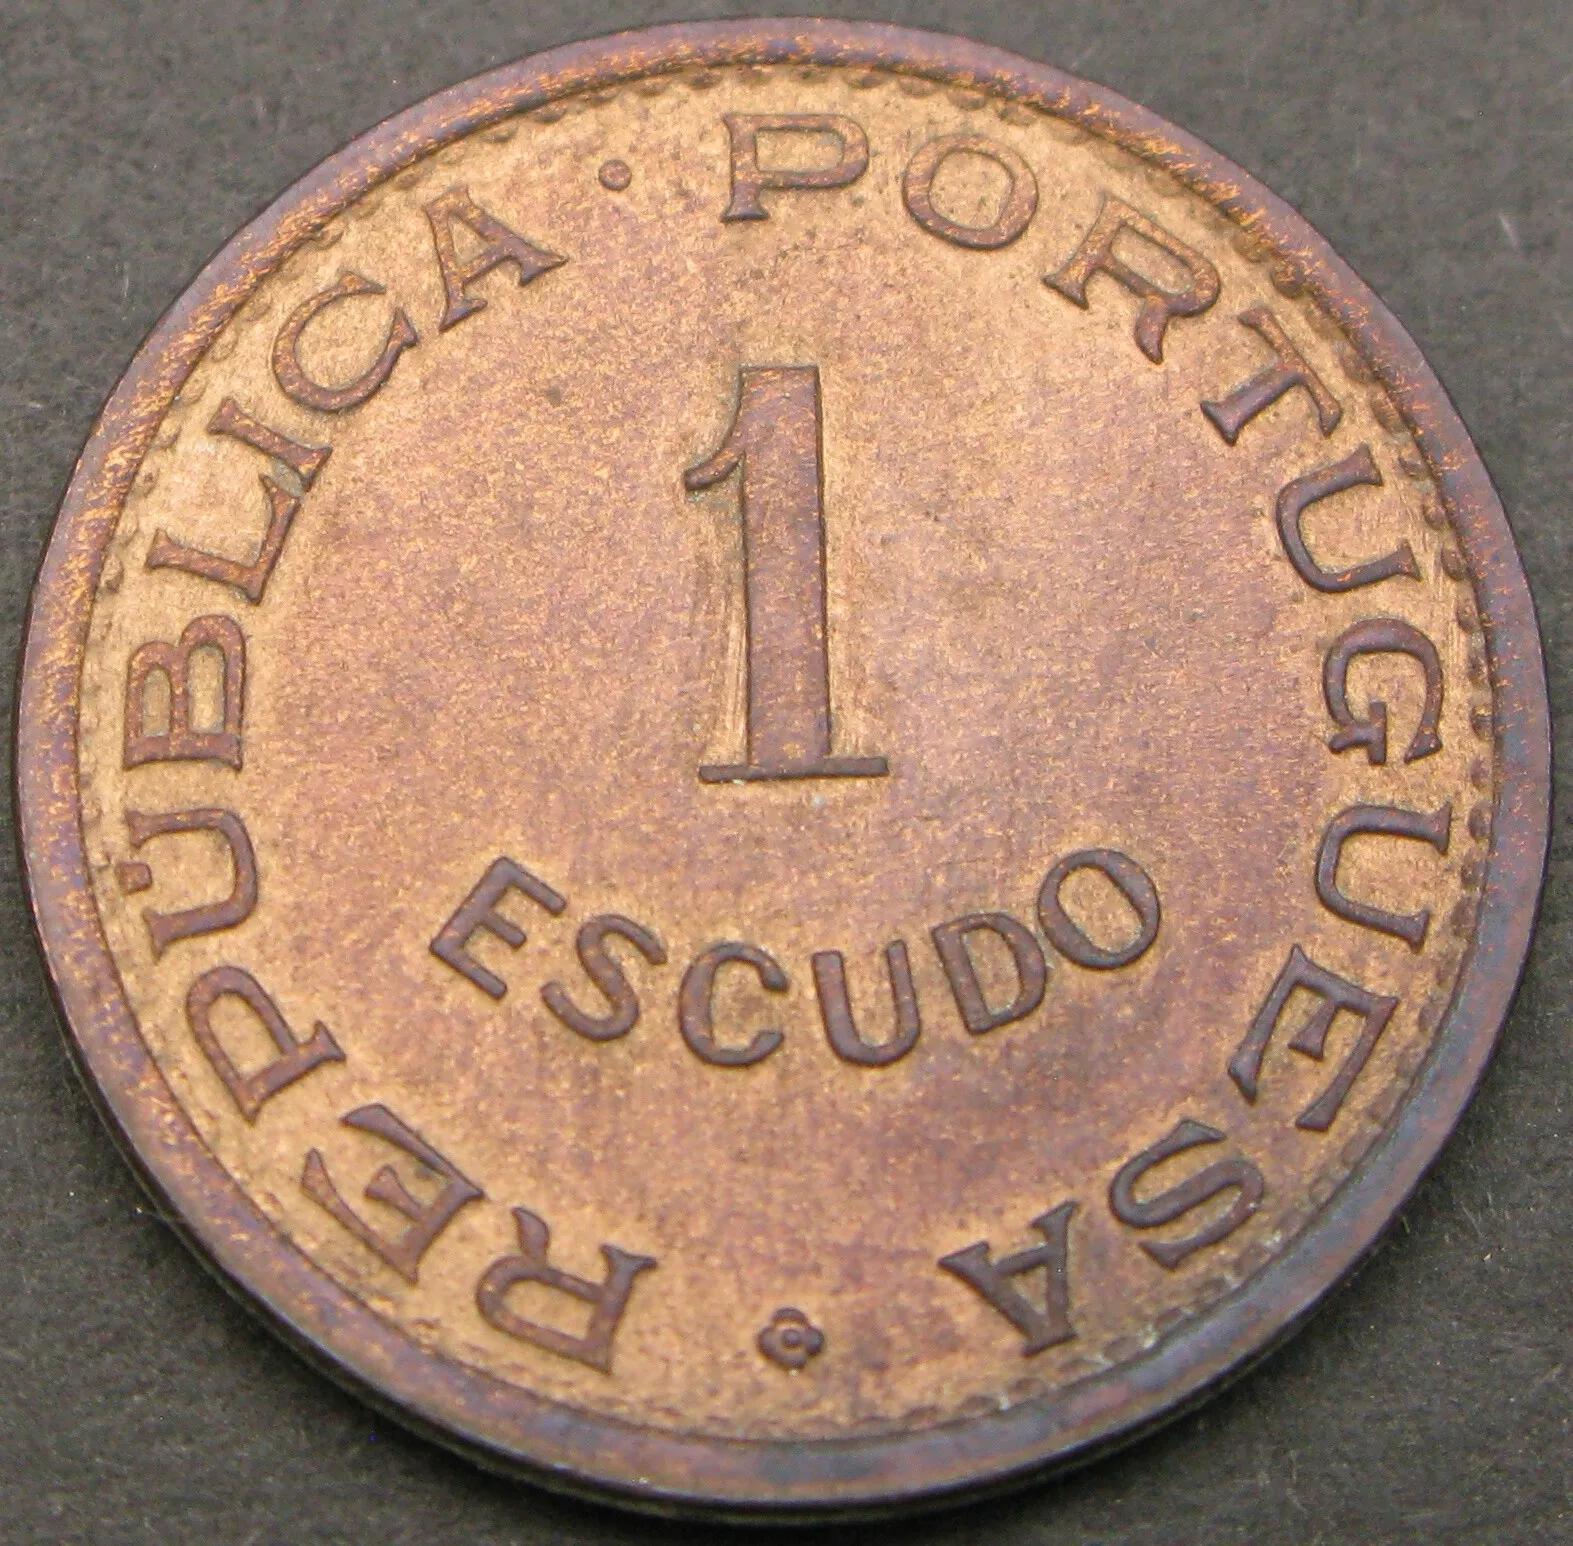 REPÚBLICA · PORTUGUESA
1
ESCUDO